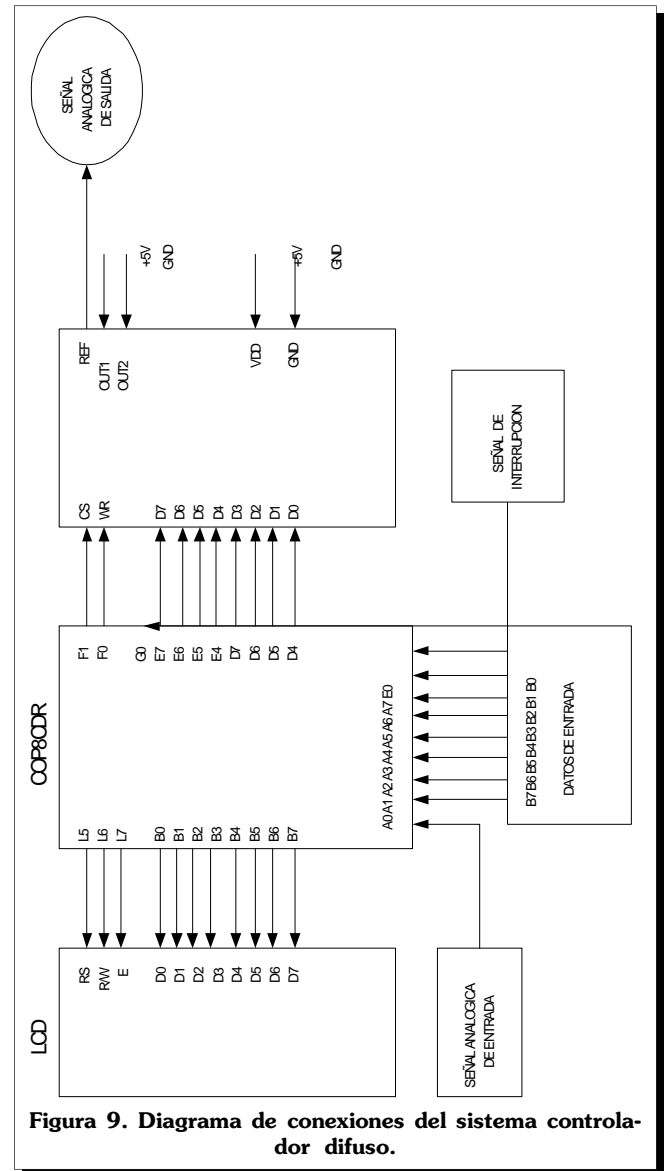 LCD
RS
R/W
E
D0
D1
D2
D3
D4
D5
D6
D7
COP8CDR
L5
L6
L7
B0
B1
B2
B3
B4
B5
B6
B7
F1
F0
G0
E7
E6
E5
E4
D7
D6
D5
D4
A0 A1 A2 A3 A4 A5 A6 A7 E0
CS
WR
D7
D6
D5
D4
D3
D2
D1
D0
REF
OUT1
OUT2
VDD
GND
+5V
GND
+5V
GND
SEÑAL
ANALOGICA
DE SALIDA
SEÑAL ANALOGICA
DE ENTRADA
B7 B6 B5 B4 B3 B2 B1 B0
DATOS DE ENTRADA
SEÑAL DE
INTERRUPCION
Figura 9. Diagrama de conexiones del sistema controla-
dor difuso.